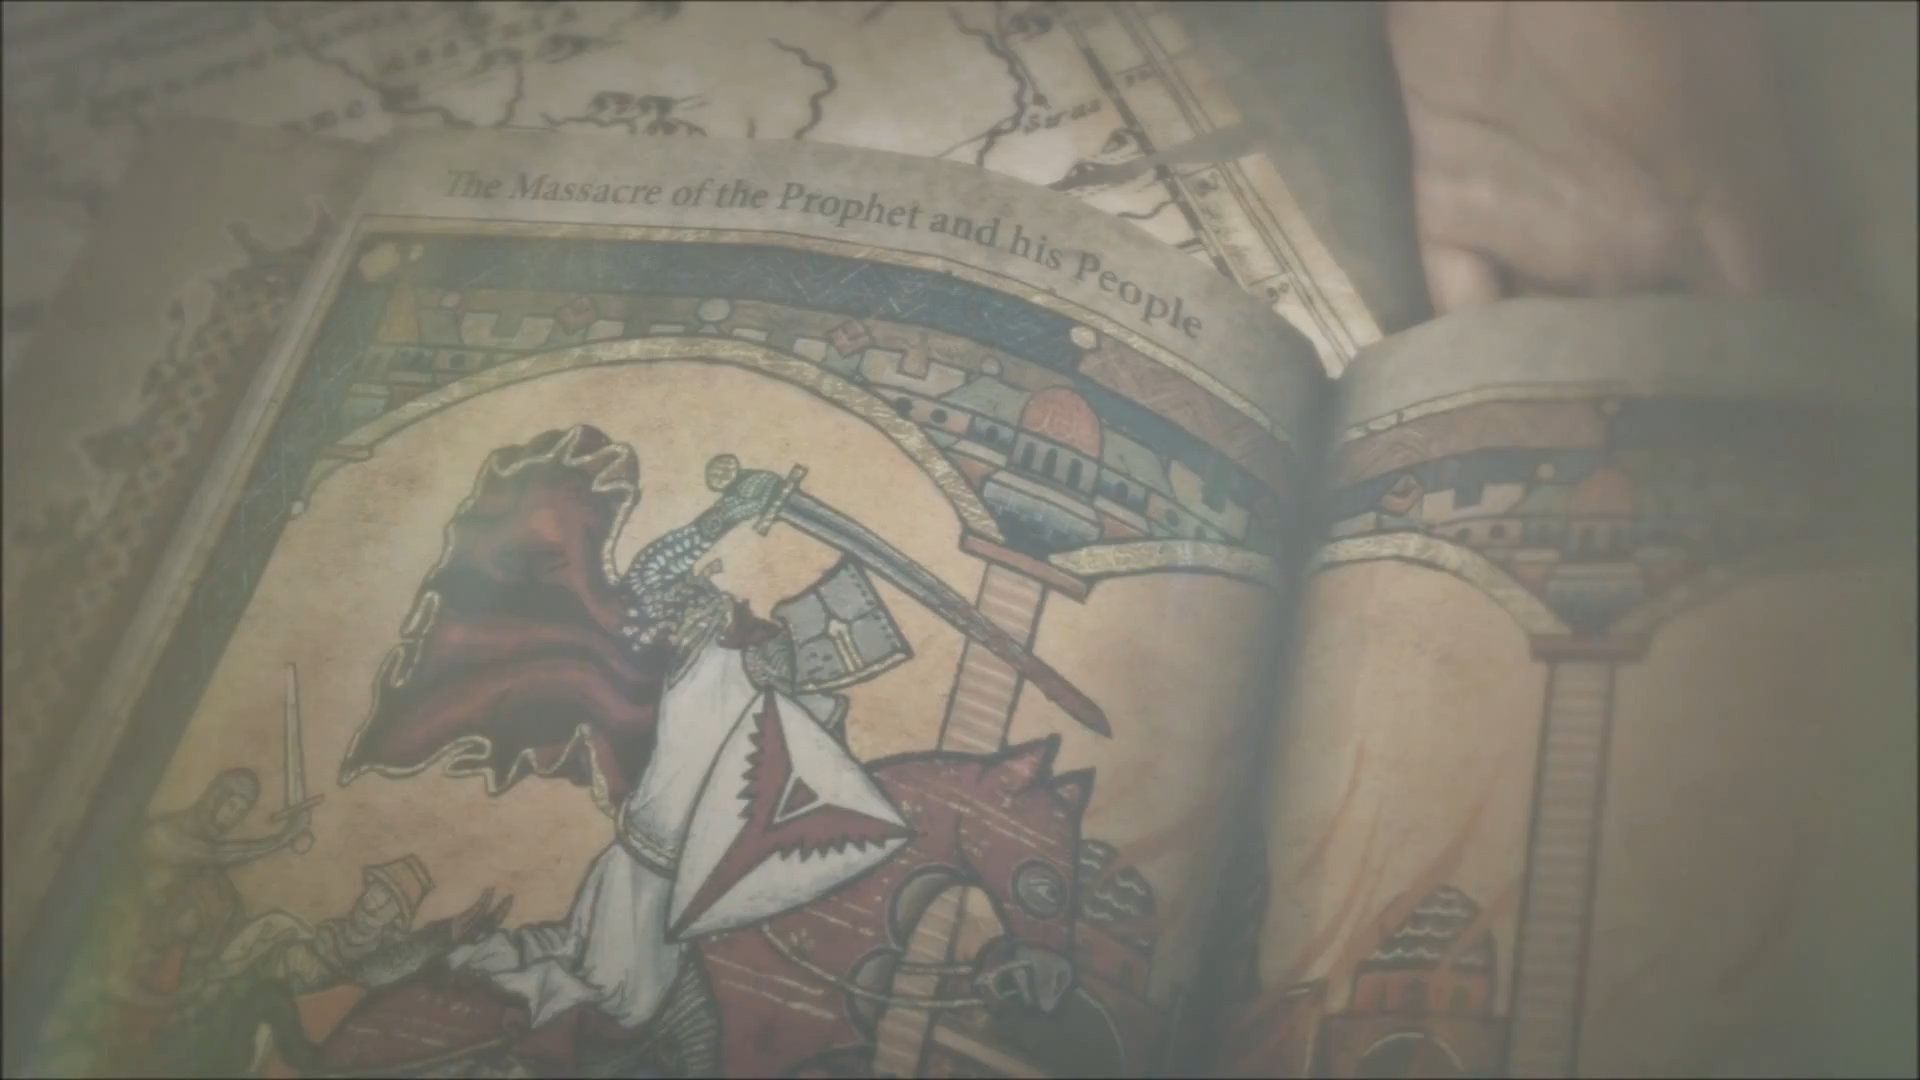 The Massacre of the Prophet and his People